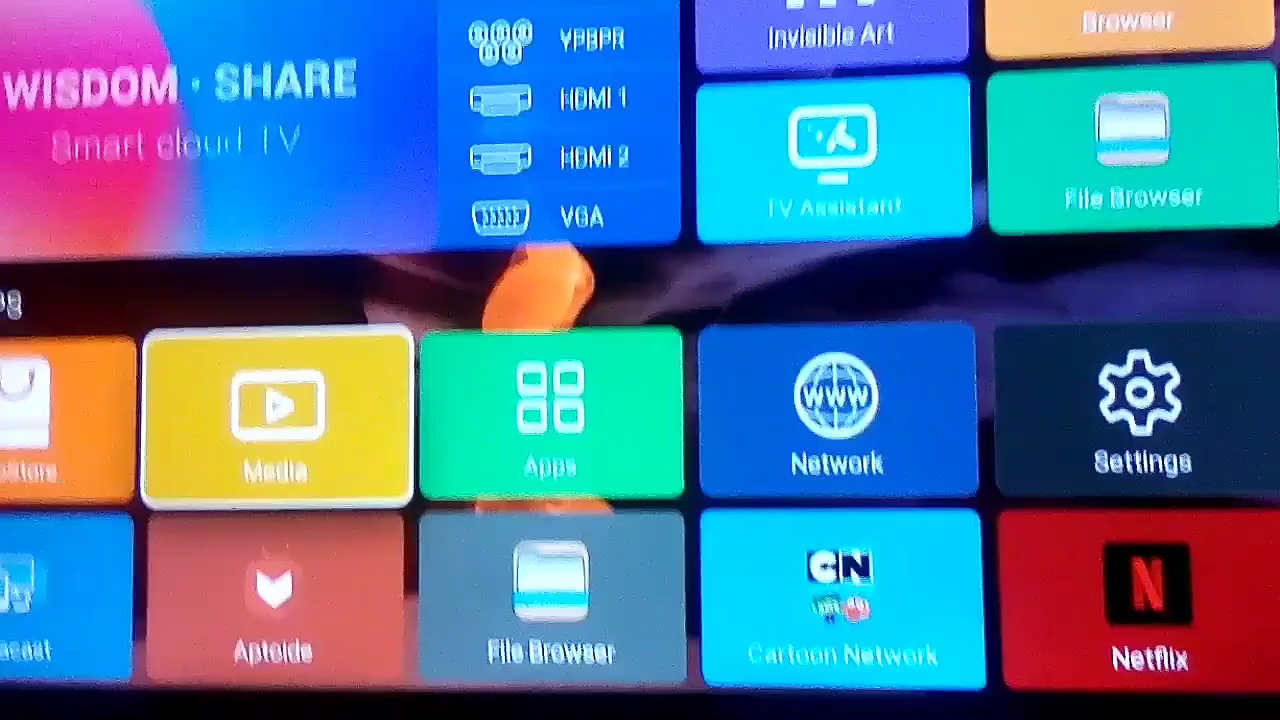 WISDOM · SHARE
Smart cloud TV
YPBPR
HDMI 1
HDMI 2
VGA
Invisible Art
Browser
TV Assistant
File Browser
Media
Apps
WWW
Network
Settings
Aptoide
File Browser
CN
Cartoon Network
N
Netflix